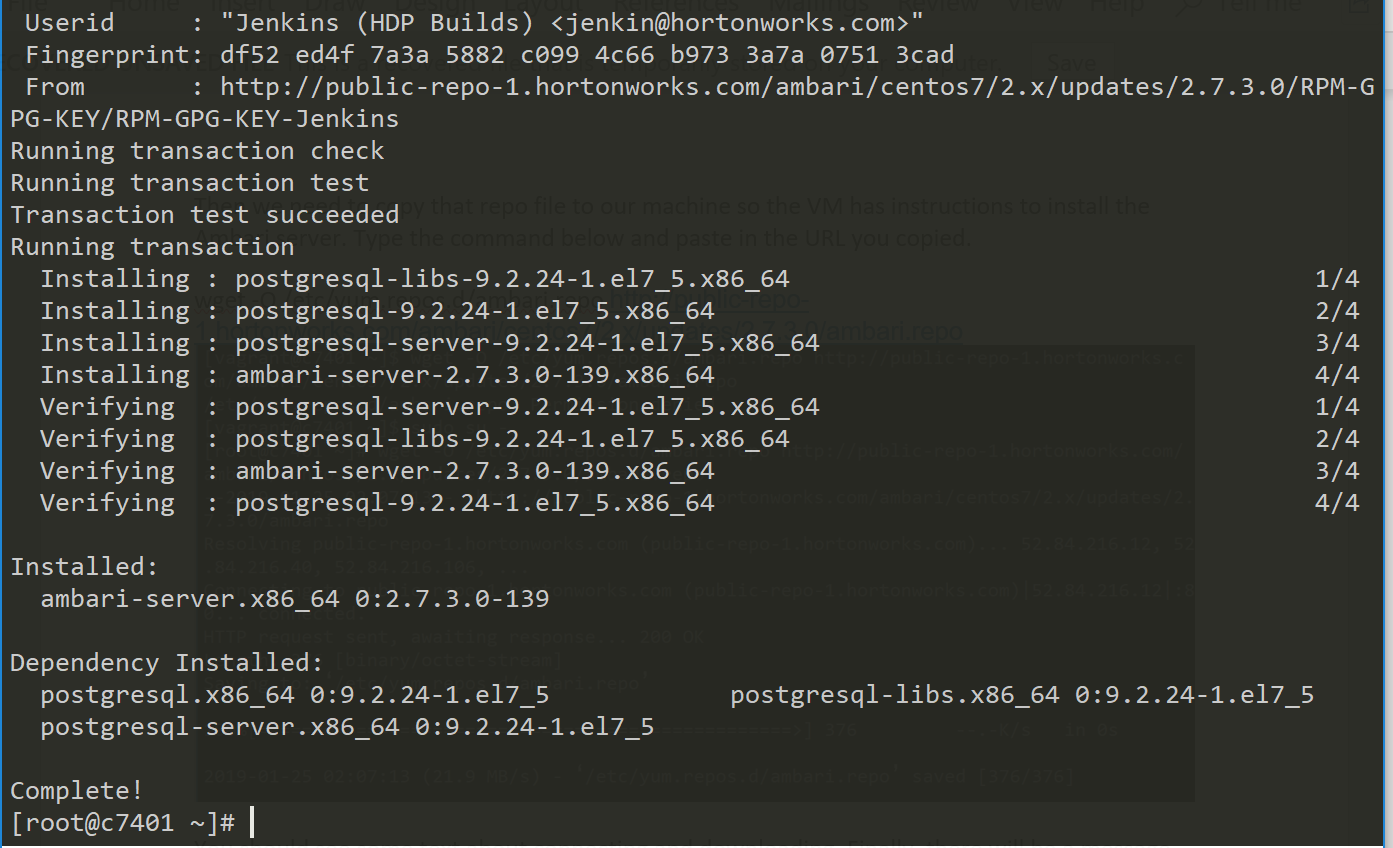 Userid     : "Jenkins (HDP Builds) <jenkin@hortonworks.com>"
Fingerprint: df52 ed4f 7a3a 5882 c099 4c66 b973 3a7a 0751 3cad
From       : http://public-repo-1.hortonworks.com/ambari/centos7/2.x/updates/2.7.3.0/RPM-G
PG-KEY/RPM-GPG-KEY-Jenkins
Running transaction check
Running transaction test
Transaction test succeeded
Running transaction
  Installing : postgresql-libs-9.2.24-1.el7_5.x86_64 1/4
  Installing : postgresql-9.2.24-1.el7_5.x86_64 2/4
  Installing : postgresql-server-9.2.24-1.el7_5.x86_64 3/4
  Installing : ambari-server-2.7.3.0-139.x86_64 4/4
  Verifying  : postgresql-server-9.2.24-1.el7_5.x86_64 1/4
  Verifying  : postgresql-libs-9.2.24-1.el7_5.x86_64 2/4
  Verifying  : ambari-server-2.7.3.0-139.x86_64 3/4
  Verifying  : postgresql-9.2.24-1.el7_5.x86_64 4/4
Installed:
  ambari-server.x86_64 0:2.7.3.0-139
Dependency Installed:
  postgresql.x86_64 0:9.2.24-1.el7_5 postgresql-libs.x86_64 0:9.2.24-1.el7_5
  postgresql-server.x86_64 0:9.2.24-1.el7_5
Complete!
[root@c7401 ~]#